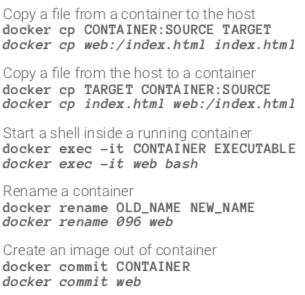 Copy a file from a container to the host
docker cp CONTAINER:SOURCE TARGET
docker cp web:/index.html index.html
Copy a file from the host to a container
docker cp TARGET CONTAINER:SOURCE
docker cp index.html web:/index.html
Start a shell inside a running container
docker exec -it CONTAINER EXECUTABLE
docker exec -it web bash
Rename a container
docker rename OLD_NAME NEW_NAME
docker rename 096 web
Create an image out of container
docker commit CONTAINER
docker commit web